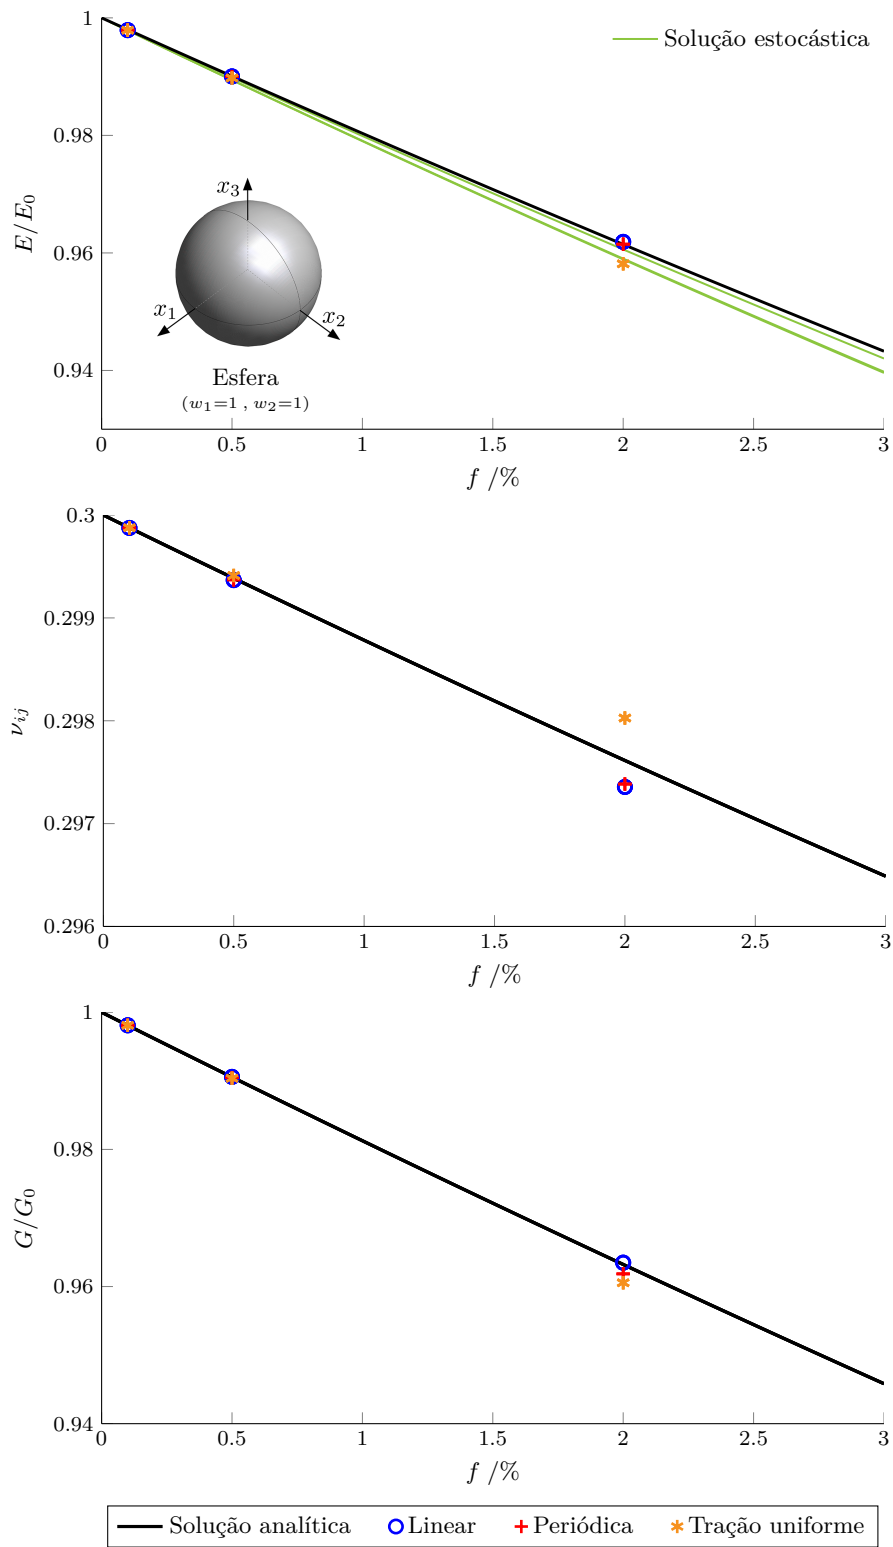 1
Solução estocástica
0.98
E/E₀
0.96
0.94
x₃
x₁
x₂
Esfera
(w₁=1 , w₂=1)
0 0.5 1 1.5 2 2.5 3
f /%
0.3
0.299
0.298
νᵢⱼ
0.297
0.296
0 0.5 1 1.5 2 2.5 3
f /%
1
0.98
G/G₀
0.96
0.94
0 0.5 1 1.5 2 2.5 3
f /%
Solução analítica Linear Periódica Tração uniforme